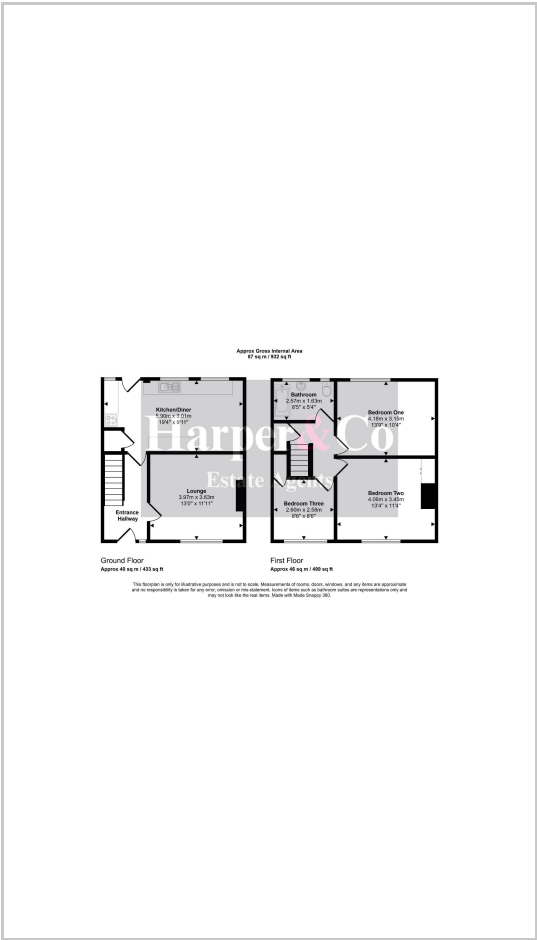 Approx Gross Internal Area
87 sq m / 932 sq ft
Kitchen/Diner
5.90m x 3.01m
19'4" x 9'11"
Bathroom
2.57m x 1.63m
8'5" x 5'4"
Bedroom One
4.18m x 3.15m
13'9" x 10'4"
Harper & Co
Estate Agents
Lounge
3.97m x 3.63m
13'0" x 11'11"
Entrance
Hallway
Bedroom Three
2.60m x 2.58m
8'6" x 8'6"
Bedroom Two
4.06m x 3.45m
13'4" x 11'4"
Ground Floor
Approx 40 sq m / 433 sq ft
First Floor
Approx 46 sq m / 499 sq ft
This floorplan is only for illustrative purposes and is not to scale. Measurements of rooms, doors, windows, and any items are approximate
and no responsibility is taken for any error, omission or mis-statement. Icons of items such as bathroom suites are representations only and
may not look like the real items. Made with Made Snappy 360.